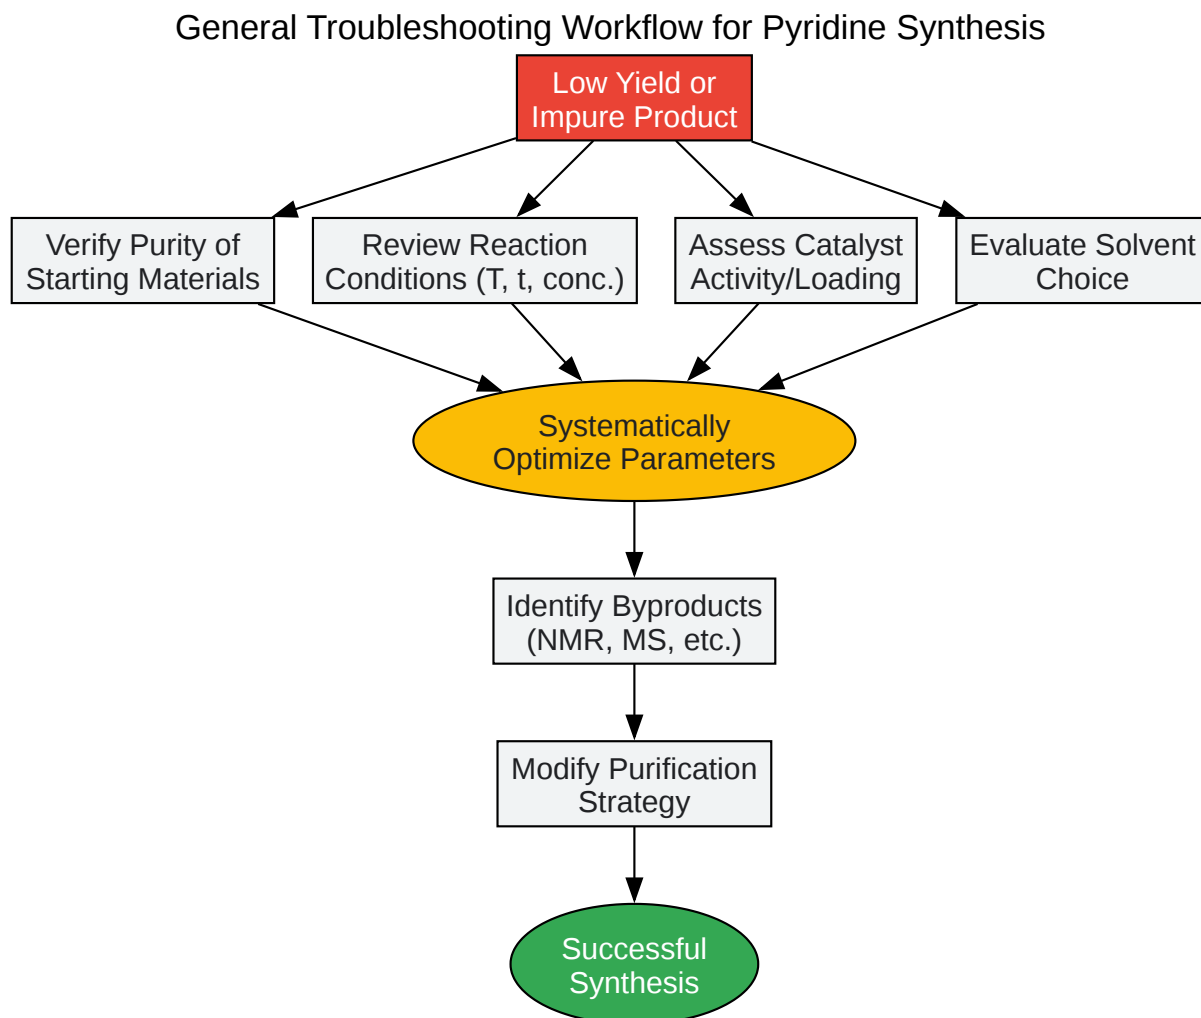 General Troubleshooting Workflow for Pyridine Synthesis
Low Yield or
Impure Product
Verify Purity of
Starting Materials
Review Reaction
Conditions (T, t, conc.)
Assess Catalyst
Activity/Loading
Evaluate Solvent
Choice
Systematically
Optimize Parameters
Identify Byproducts
(NMR, MS, etc.)
Modify Purification
Strategy
Successful
Synthesis